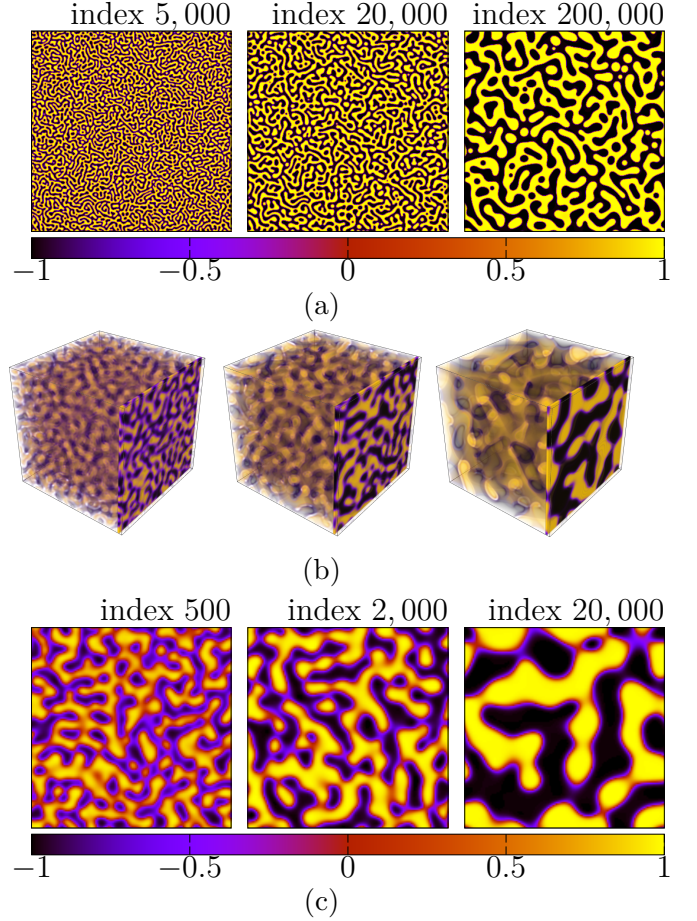 index 5,000 index 20,000 index 200,000
−1 −0.5 0 0.5 1
(a)
(b)
index 500 index 2,000 index 20,000
−1 −0.5 0 0.5 1
(c)